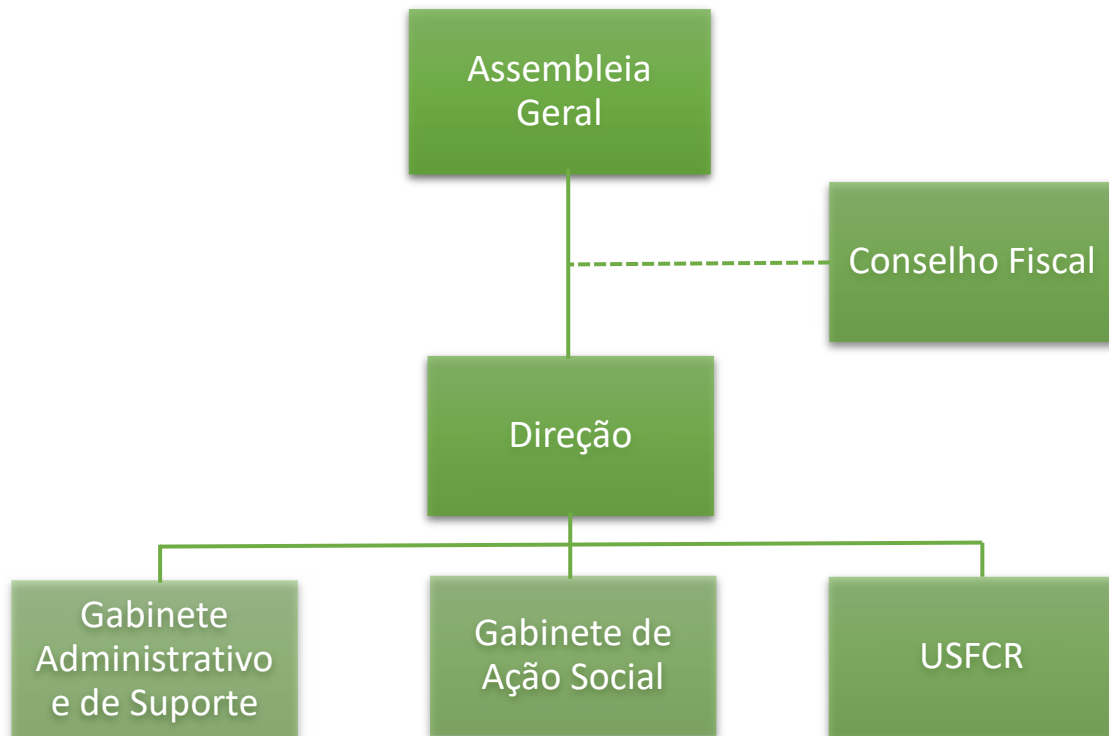 Assembleia
Geral
Conselho Fiscal
Direção
Gabinete
Administrativo
e de Suporte
Gabinete de
Ação Social
USFCR